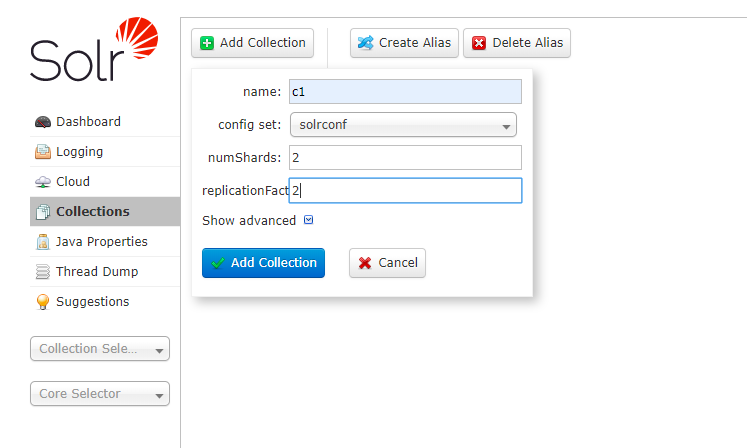 Solr
Add Collection
Create Alias
Delete Alias
name: c1
config set: solrconf
numShards: 2
replicationFact 2
Show advanced
Add Collection
Cancel
Dashboard
Logging
Cloud
Collections
Java Properties
Thread Dump
Suggestions
Collection Sele...
Core Selector